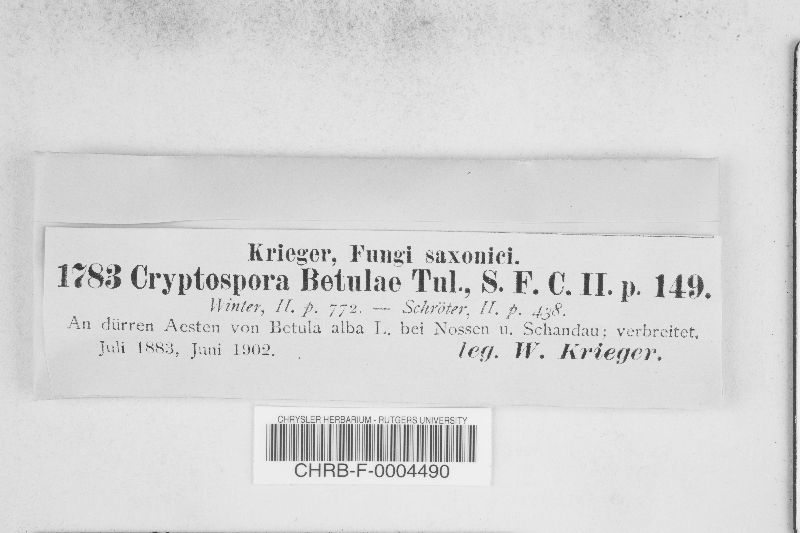 Krieger, Fungi saxonici.
1783 Cryptospora Betulae Tul., S. F. C. II. p. 149.
Winter, II. p. 772. — Schröter, II. p. 438.
An dürren Aesten von Betula alba L. bei Nossen u. Schandau; verbreitet.
Juli 1883, Juni 1902. leg. W. Krieger.
CHRYSLER HERBARIUM - RUTGERS UNIVERSITY
CHRB-F-0004490